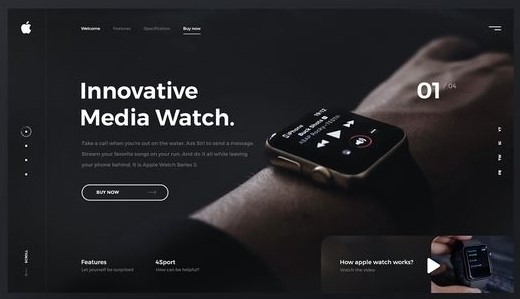 Welcome
Features
Specification
Buy now
Innovative
Media Watch.
01 / 04
Take a call when you're out on the water. Ask Siri to send a message.
Stream your favorite songs on your run. And do it all while leaving
your phone behind. It is Apple Watch Series 3.
BUY NOW
iPhone 19:12
SCROLL
Features
Let yourself be surprised
4Sport
How can be helpful?
How apple watch works?
Watch the video